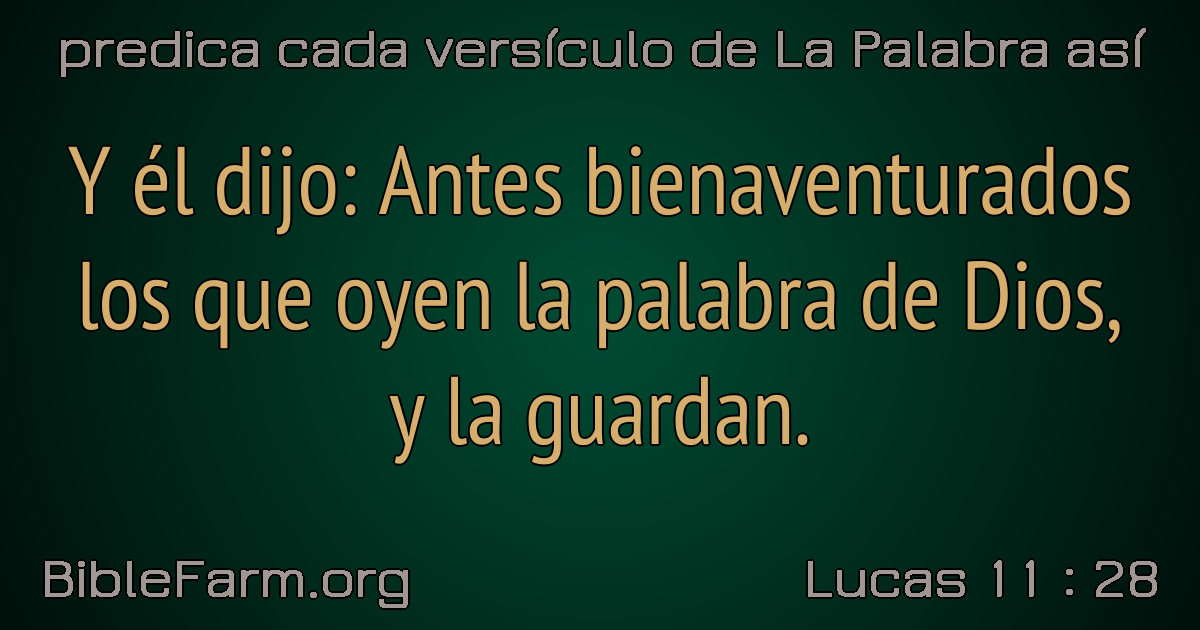 predica cada versículo de La Palabra así
Y él dijo: Antes bienaventurados
los que oyen la palabra de Dios,
y la guardan.
BibleFarm.org
Lucas 11 : 28